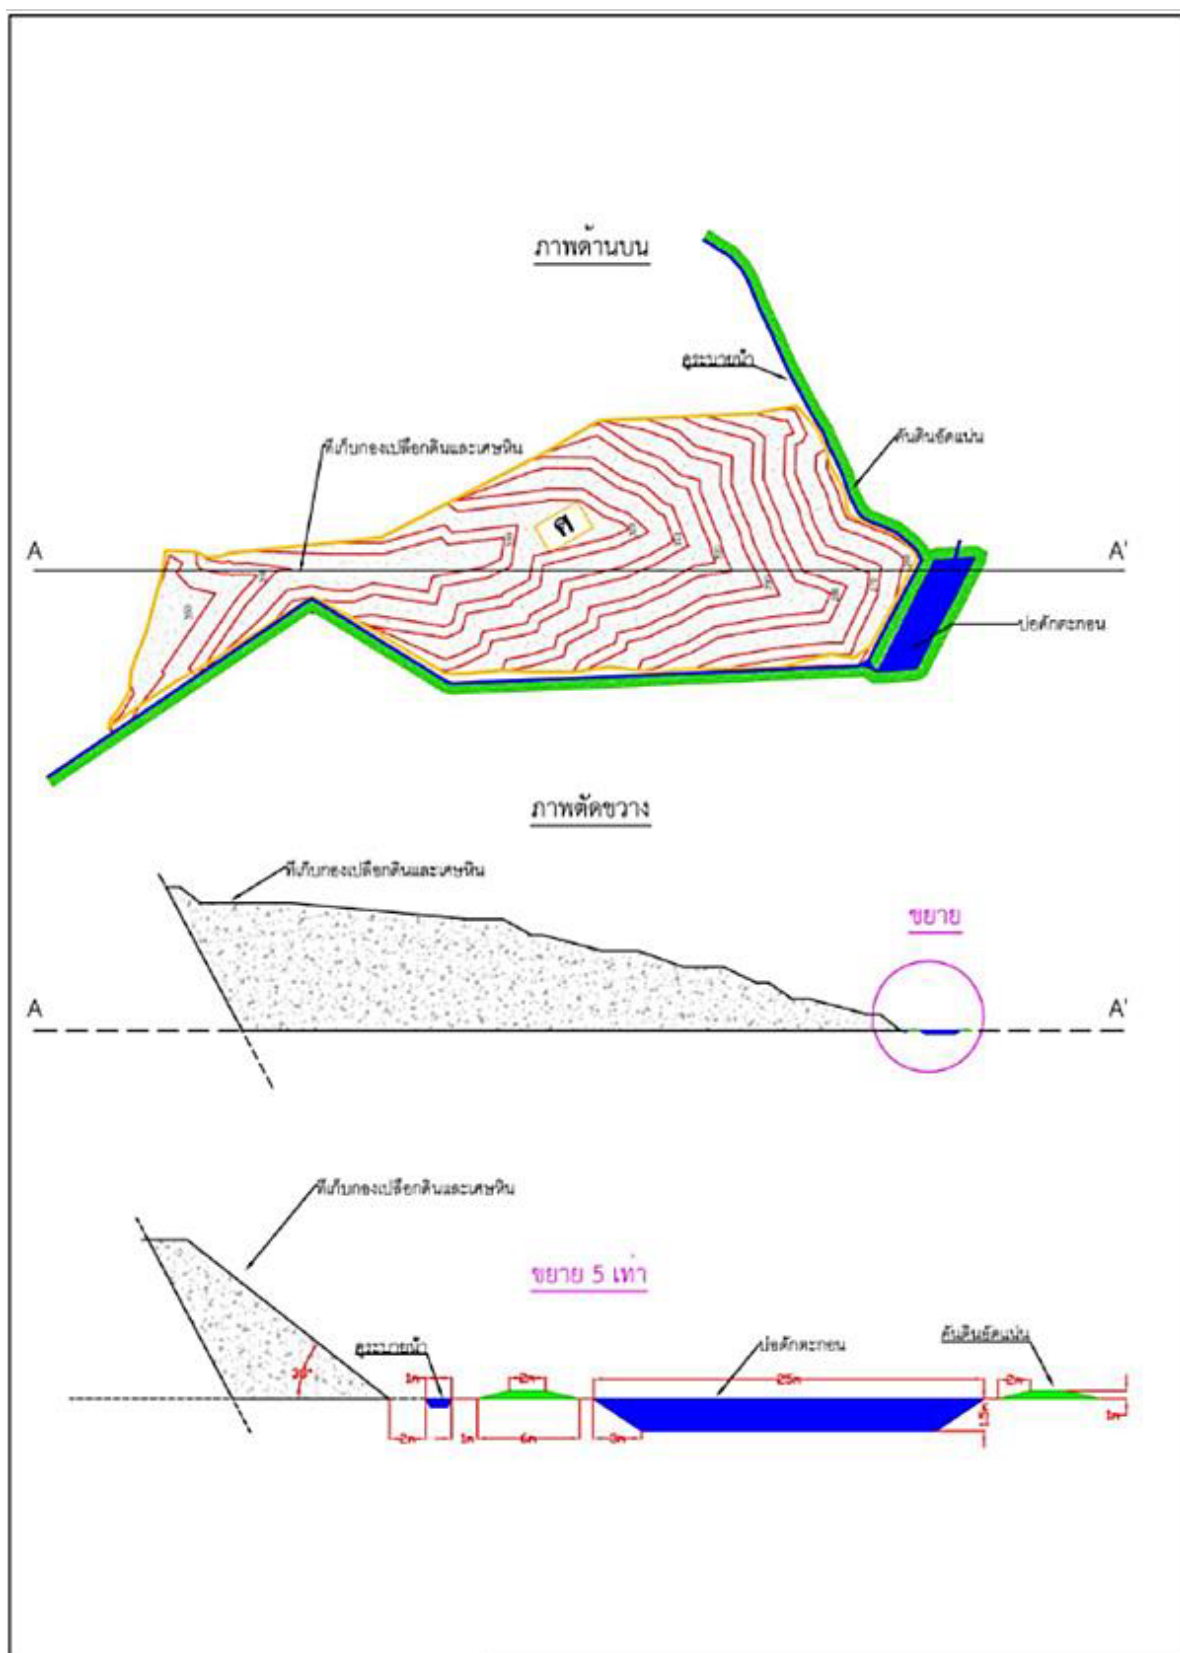 ภาพด้านบน
คูระบายน้ำ
ที่เก็บกองเปลือกดินและเศษหิน
คันดินอัดแน่น
ศ
A
A'
บ่อดักตะกอน
ภาพตัดขวาง
ที่เก็บกองเปลือกดินและเศษหิน
ขยาย
A
A'
ที่เก็บกองเปลือกดินและเศษหิน
ขยาย 5 เท่า
คูระบายน้ำ
บ่อดักตะกอน
คันดินอัดแน่น
1m
2m
25m
2m
2m
1m
6m
3m
1.5m
1m